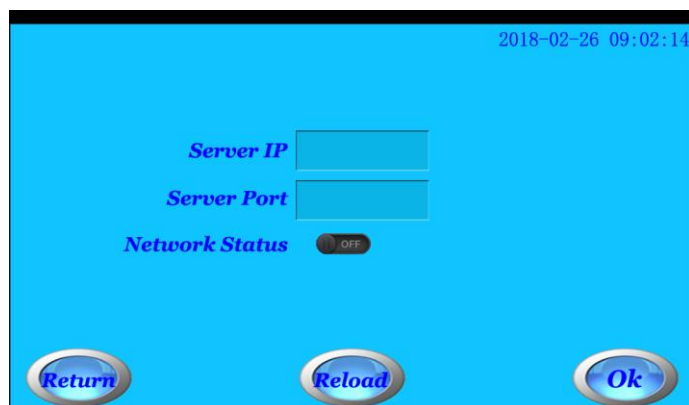 2018-02-26 09:02:14
Server IP
Server Port
Network Status OFF
Return Reload Ok